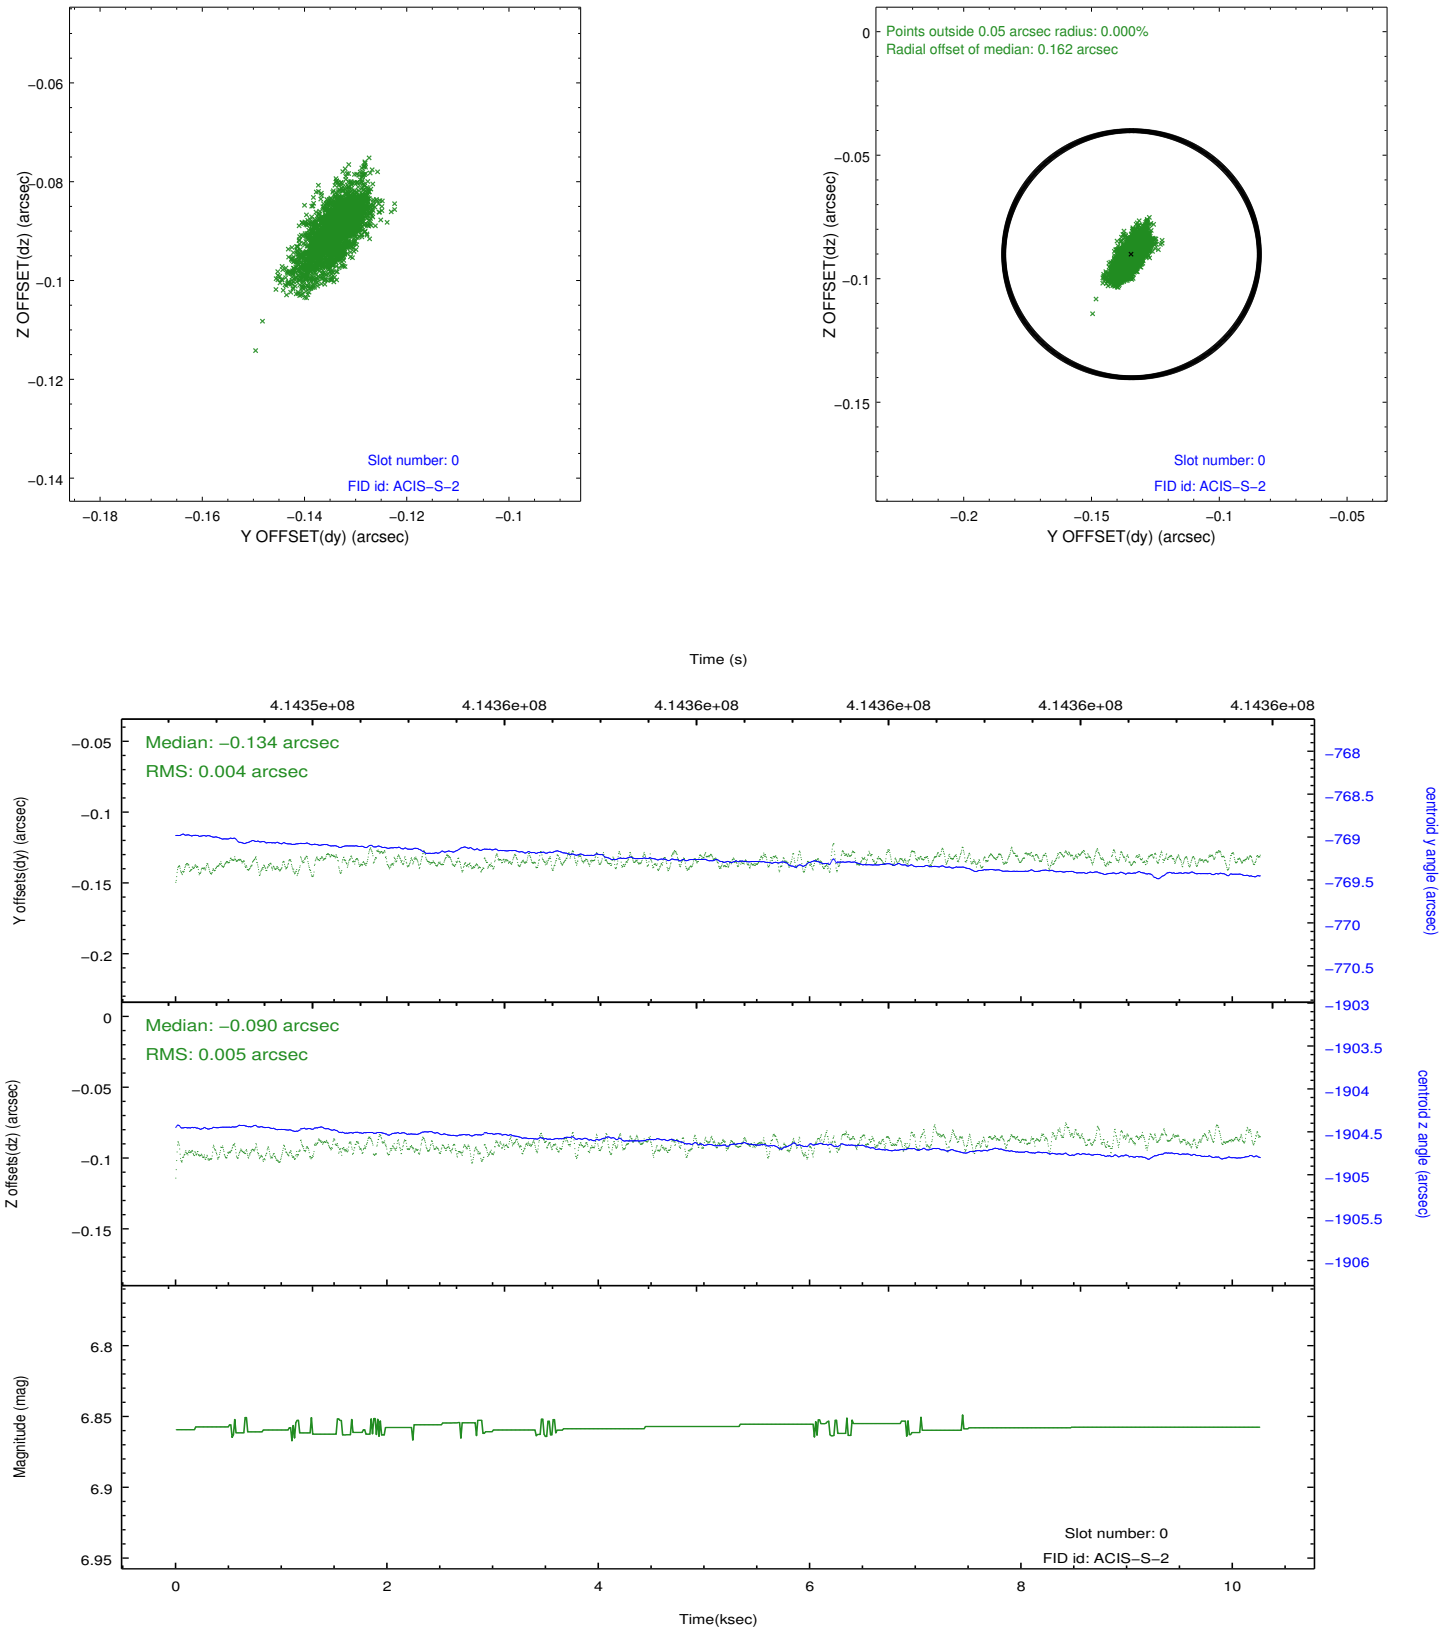 −0.06
−0.08
−0.1
−0.12
−0.14
Z OFFSET(dz) (arcsec)
−0.18
−0.16
−0.14
−0.12
−0.1
Y OFFSET(dy) (arcsec)
Slot number: 0
FID id: ACIS−S−2
Points outside 0.05 arcsec radius: 0.000%
Radial offset of median: 0.162 arcsec
0
−0.05
−0.1
−0.15
Z OFFSET(dz) (arcsec)
−0.2
−0.15
−0.1
−0.05
Y OFFSET(dy) (arcsec)
Slot number: 0
FID id: ACIS−S−2
Time (s)
4.1435e+08
4.1436e+08
4.1436e+08
4.1436e+08
4.1436e+08
4.1436e+08
Median: −0.134 arcsec
RMS: 0.004 arcsec
−0.05
−0.1
−0.15
−0.2
Y offsets(dy) (arcsec)
−768
−768.5
−769
−769.5
−770
−770.5
centroid y angle (arcsec)
Median: −0.090 arcsec
RMS: 0.005 arcsec
0
−0.05
−0.1
−0.15
Z offsets(dz) (arcsec)
−1903
−1903.5
−1904
−1904.5
−1905
−1905.5
−1906
centroid z angle (arcsec)
6.8
6.85
6.9
6.95
Magnitude (mag)
Slot number: 0
FID id: ACIS−S−2
0
2
4
6
8
10
Time(ksec)